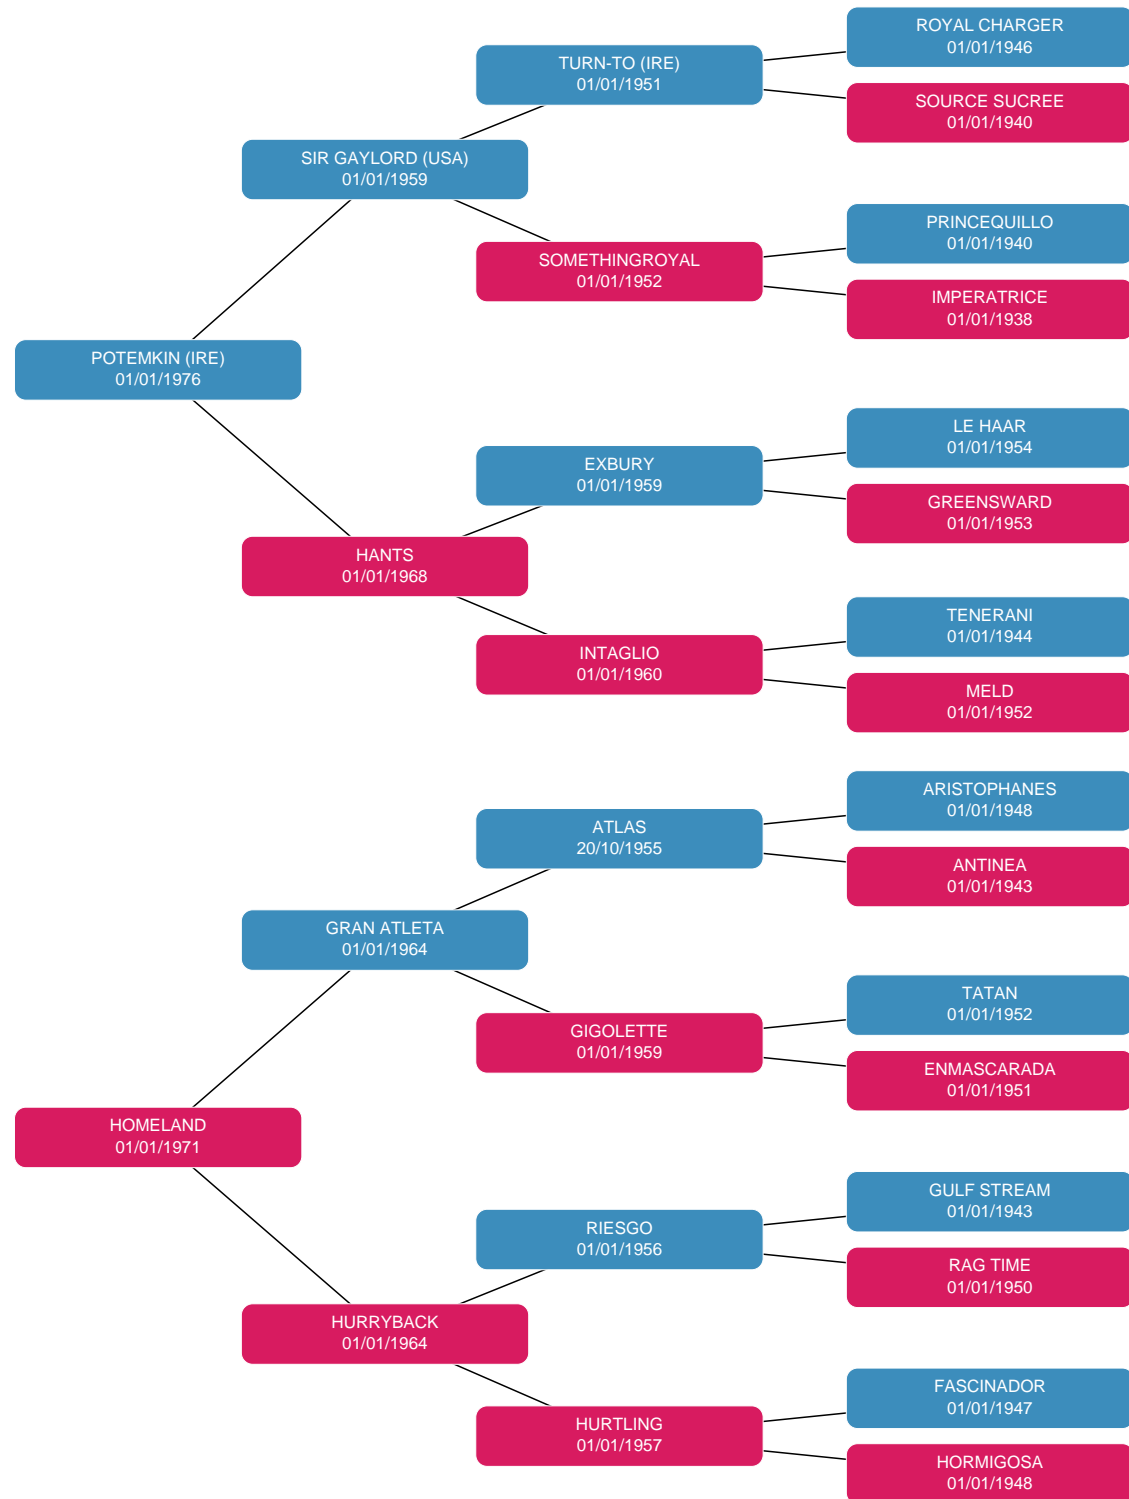 ROYAL CHARGER
01/01/1946
TURN-TO (IRE)
01/01/1951
SOURCE SUCREE
01/01/1940
SIR GAYLORD (USA)
01/01/1959
PRINCEQUILLO
01/01/1940
SOMETHINGROYAL
01/01/1952
IMPERATRICE
01/01/1938
POTEMKIN (IRE)
01/01/1976
LE HAAR
01/01/1954
EXBURY
01/01/1959
GREENSWARD
01/01/1953
HANTS
01/01/1968
TENERANI
01/01/1944
INTAGLIO
01/01/1960
MELD
01/01/1952
ARISTOPHANES
01/01/1948
ATLAS
20/10/1955
ANTINEA
01/01/1943
GRAN ATLETA
01/01/1964
TATAN
01/01/1952
GIGOLETTE
01/01/1959
ENMASCARADA
01/01/1951
HOMELAND
01/01/1971
GULF STREAM
01/01/1943
RIESGO
01/01/1956
RAG TIME
01/01/1950
HURRYBACK
01/01/1964
FASCINADOR
01/01/1947
HURTLING
01/01/1957
HORMIGOSA
01/01/1948